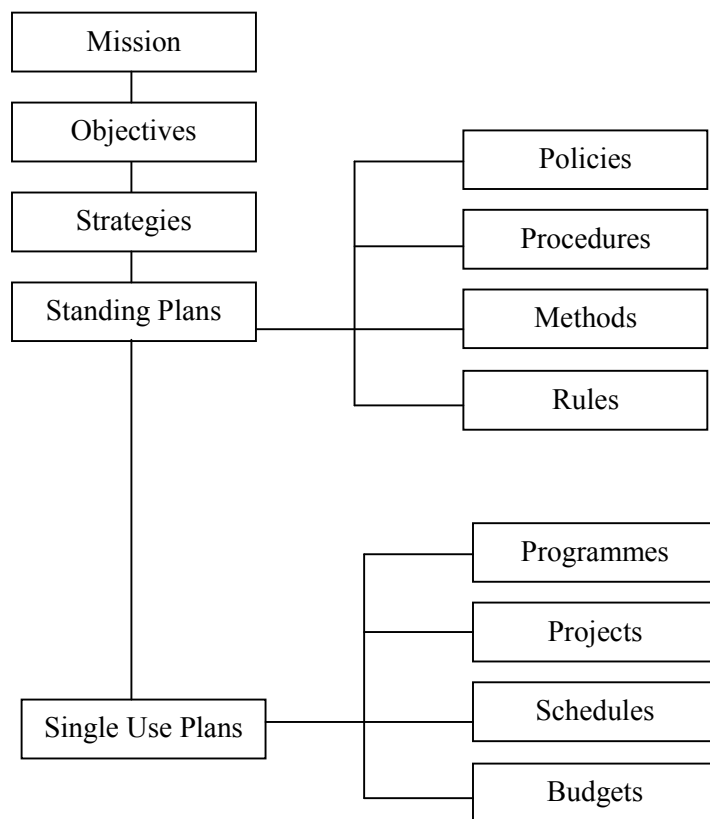 Mission
Objectives
Strategies
Standing Plans
Policies
Procedures
Methods
Rules
Single Use Plans
Programmes
Projects
Schedules
Budgets